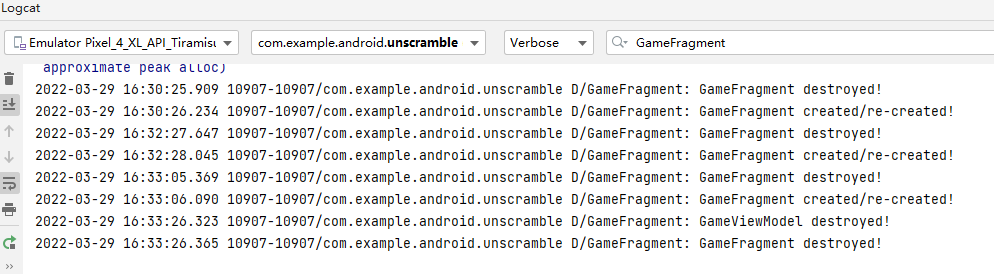 Logcat
Emulator Pixel_4_XL_API_Tiramisu com.example.android.unscramble Verbose GameFragment
approximate peak alloc)
2022-03-29 16:30:25.909 10907-10907/com.example.android.unscramble D/GameFragment: GameFragment destroyed!
2022-03-29 16:30:26.234 10907-10907/com.example.android.unscramble D/GameFragment: GameFragment created/re-created!
2022-03-29 16:32:27.647 10907-10907/com.example.android.unscramble D/GameFragment: GameFragment destroyed!
2022-03-29 16:32:28.045 10907-10907/com.example.android.unscramble D/GameFragment: GameFragment created/re-created!
2022-03-29 16:33:05.369 10907-10907/com.example.android.unscramble D/GameFragment: GameFragment destroyed!
2022-03-29 16:33:06.090 10907-10907/com.example.android.unscramble D/GameFragment: GameFragment created/re-created!
2022-03-29 16:33:26.323 10907-10907/com.example.android.unscramble D/GameFragment: GameViewModel destroyed!
2022-03-29 16:33:26.365 10907-10907/com.example.android.unscramble D/GameFragment: GameFragment destroyed!